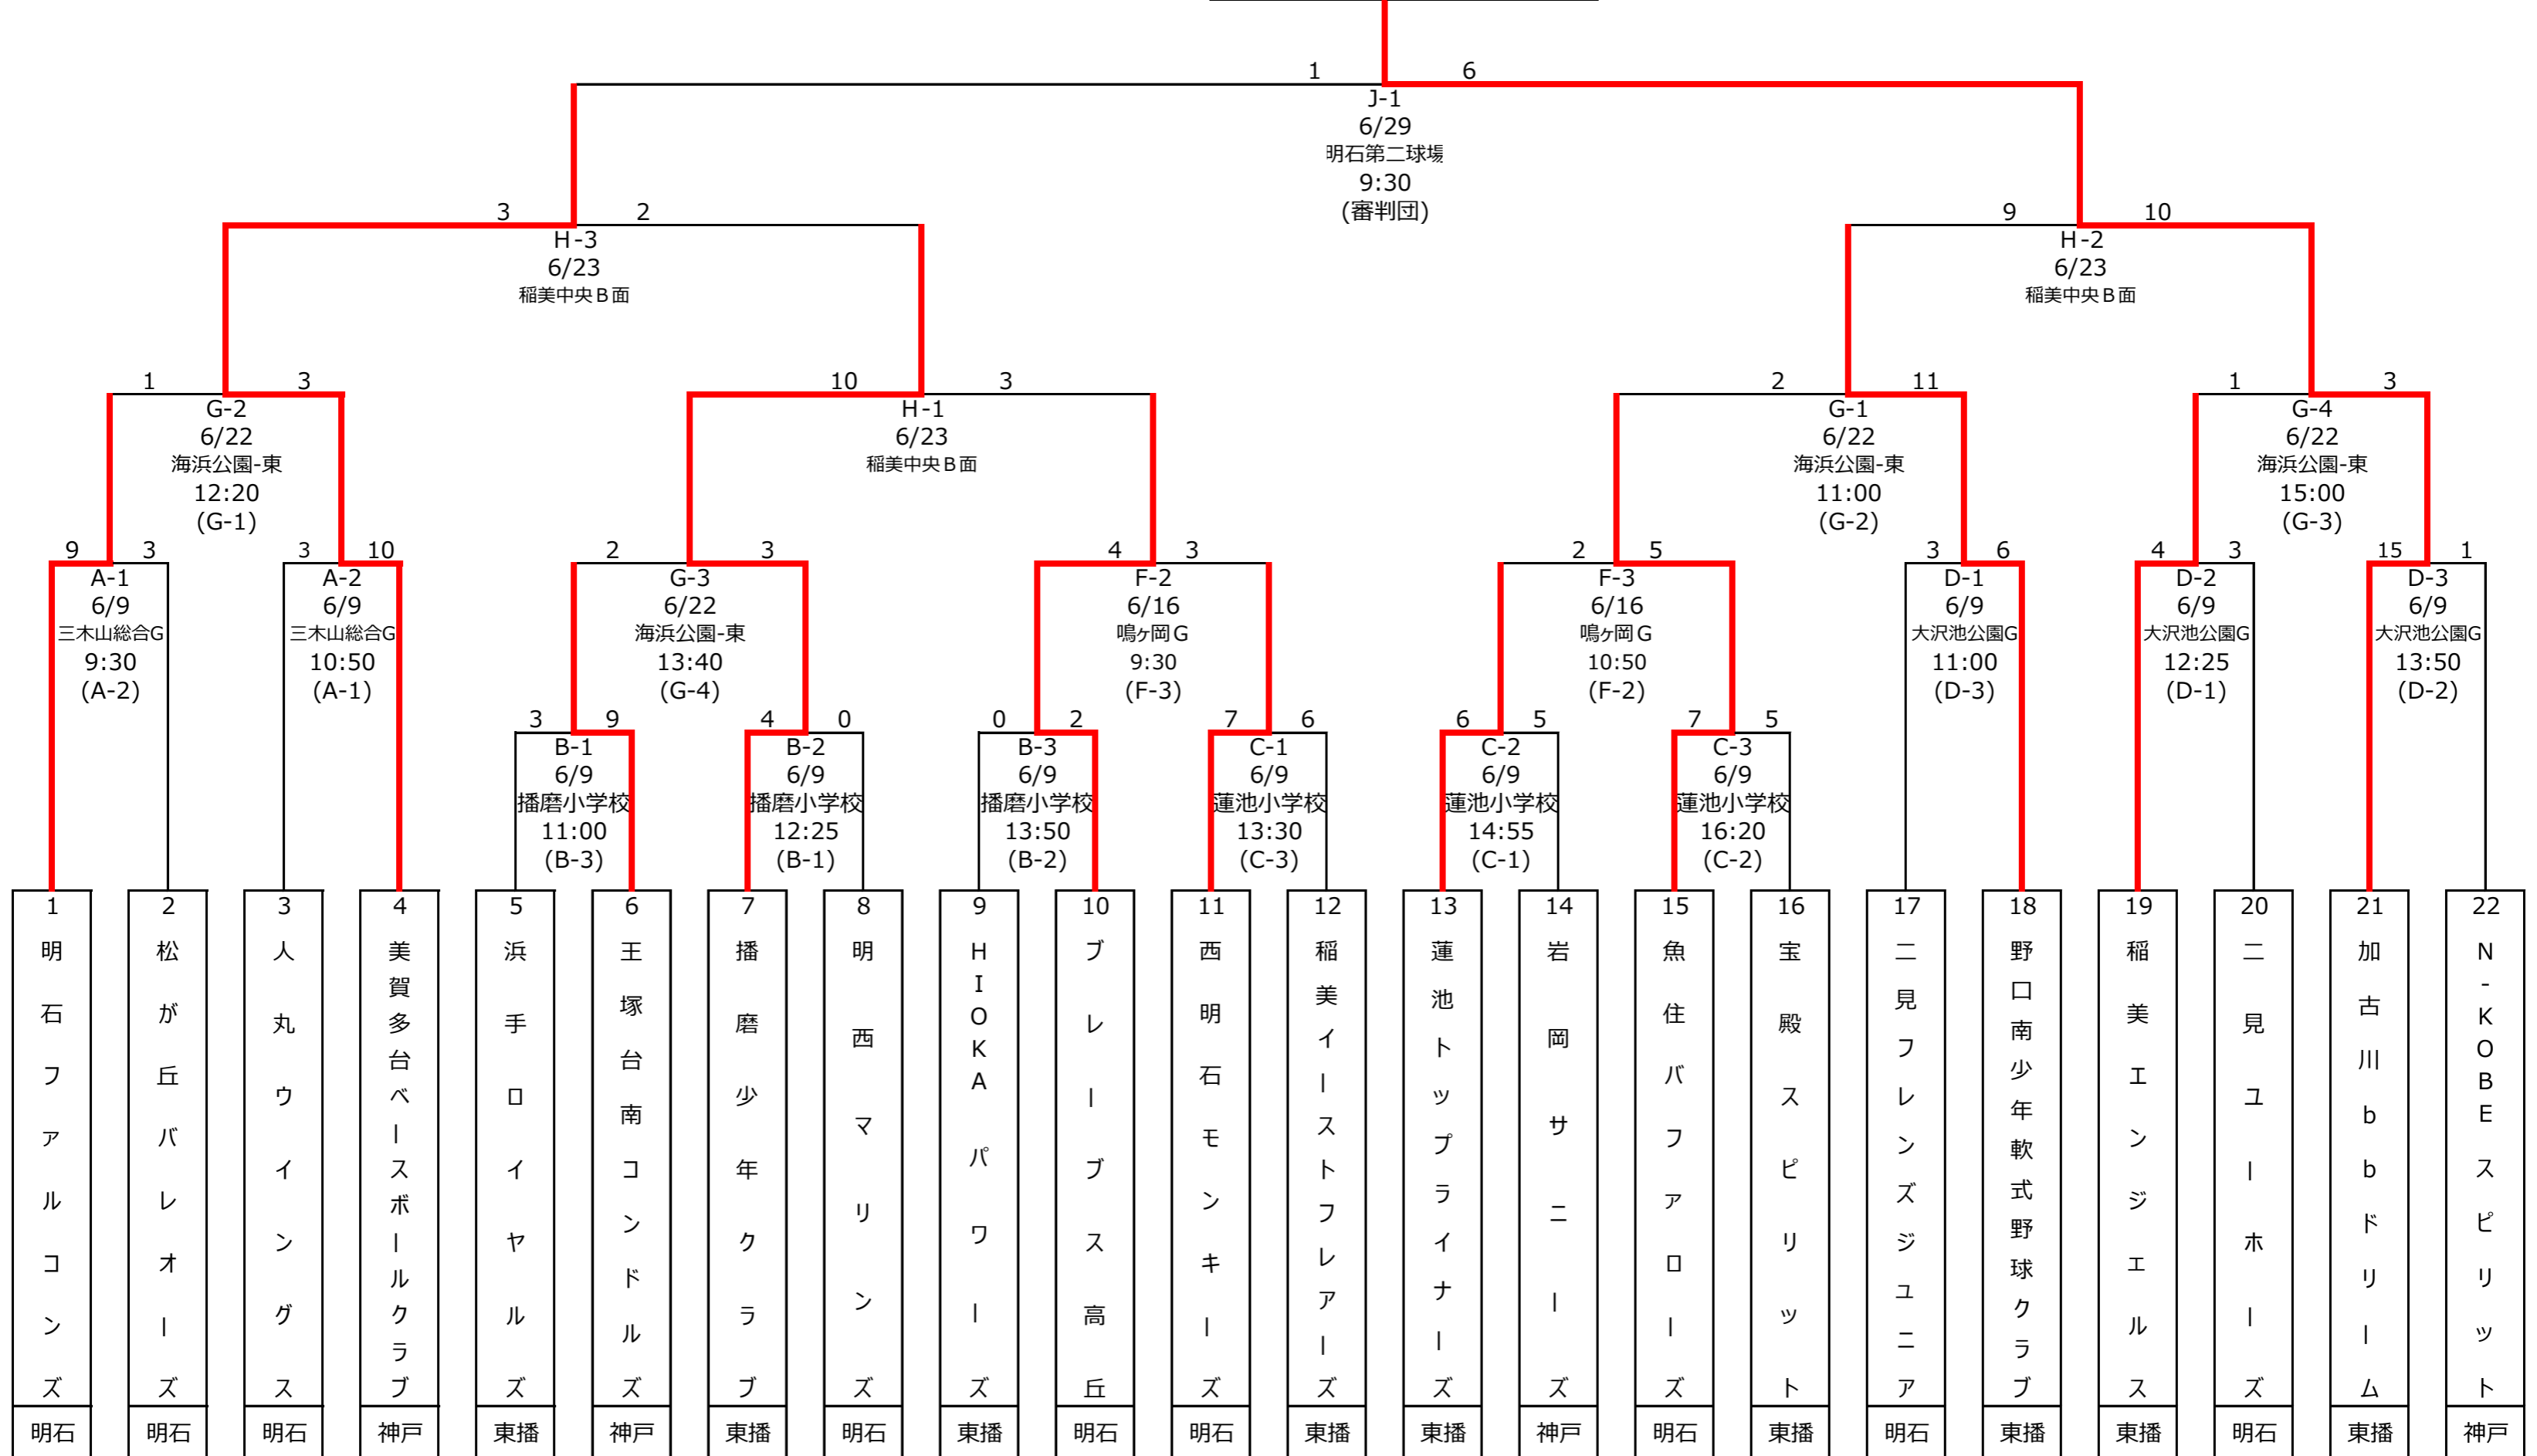 1 6
J-1
6/29
明石第二球場
9:30
(審判団)
3 2 9 10
H-3 H-2
6/23 6/23
稲美中央B面 稲美中央B面
1 3 10 3 2 11 1 3
G-2 H-1 G-1 G-4
6/22 6/23 6/22 6/22
海浜公園-東 稲美中央B面 海浜公園-東 海浜公園-東
12:20 11:00 15:00
(G-1) (G-2) (G-3)
9 3 3 10 2 3 4 3 2 5 3 6 4 3 15 1
A-1 A-2 G-3 F-2 F-3 D-1 D-2 D-3
6/9 6/9 6/22 6/16 6/16 6/9 6/9 6/9
三木山総合G 三木山総合G 海浜公園-東 鳴ヶ岡G 鳴ヶ岡G 大沢池公園G 大沢池公園G 大沢池公園G
9:30 10:50 13:40 9:30 10:50 11:00 12:25 13:50
(A-2) (A-1) (G-4) (F-3) (F-2) (D-3) (D-1) (D-2)
3 9 4 0 0 2 7 6 6 5 7 5
B-1 B-2 B-3 C-1 C-2 C-3
6/9 6/9 6/9 6/9 6/9 6/9
播磨小学校 播磨小学校 播磨小学校 蓮池小学校 蓮池小学校 蓮池小学校
11:00 12:25 13:50 13:30 14:55 16:20
(B-3) (B-1) (B-2) (C-3) (C-1) (C-2)
1 明石ファルコンズ 明石
2 松が丘バレオーズ 明石
3 人丸ウイングス 明石
4 美賀多台ベースボールクラブ 神戸
5 浜手ロイヤルズ 東播
6 王塚台南コンドルズ 神戸
7 播磨少年クラブ 東播
8 明西マリンズ 明石
9 HIOKAパワーズ 東播
10 ブレーブス高丘 明石
11 西明石モンキーズ 明石
12 稲美イーストフレアーズ 東播
13 蓮池トップライナーズ 東播
14 岩岡サニーズ 神戸
15 魚住バファローズ 明石
16 宝殿スピリット 東播
17 二見フレンズジュニア 明石
18 野口南少年軟式野球クラブ 東播
19 稲美エンジェルス 東播
20 二見ユーホーズ 明石
21 加古川bbドリーム 東播
22 N-KOBEスピリット 神戸